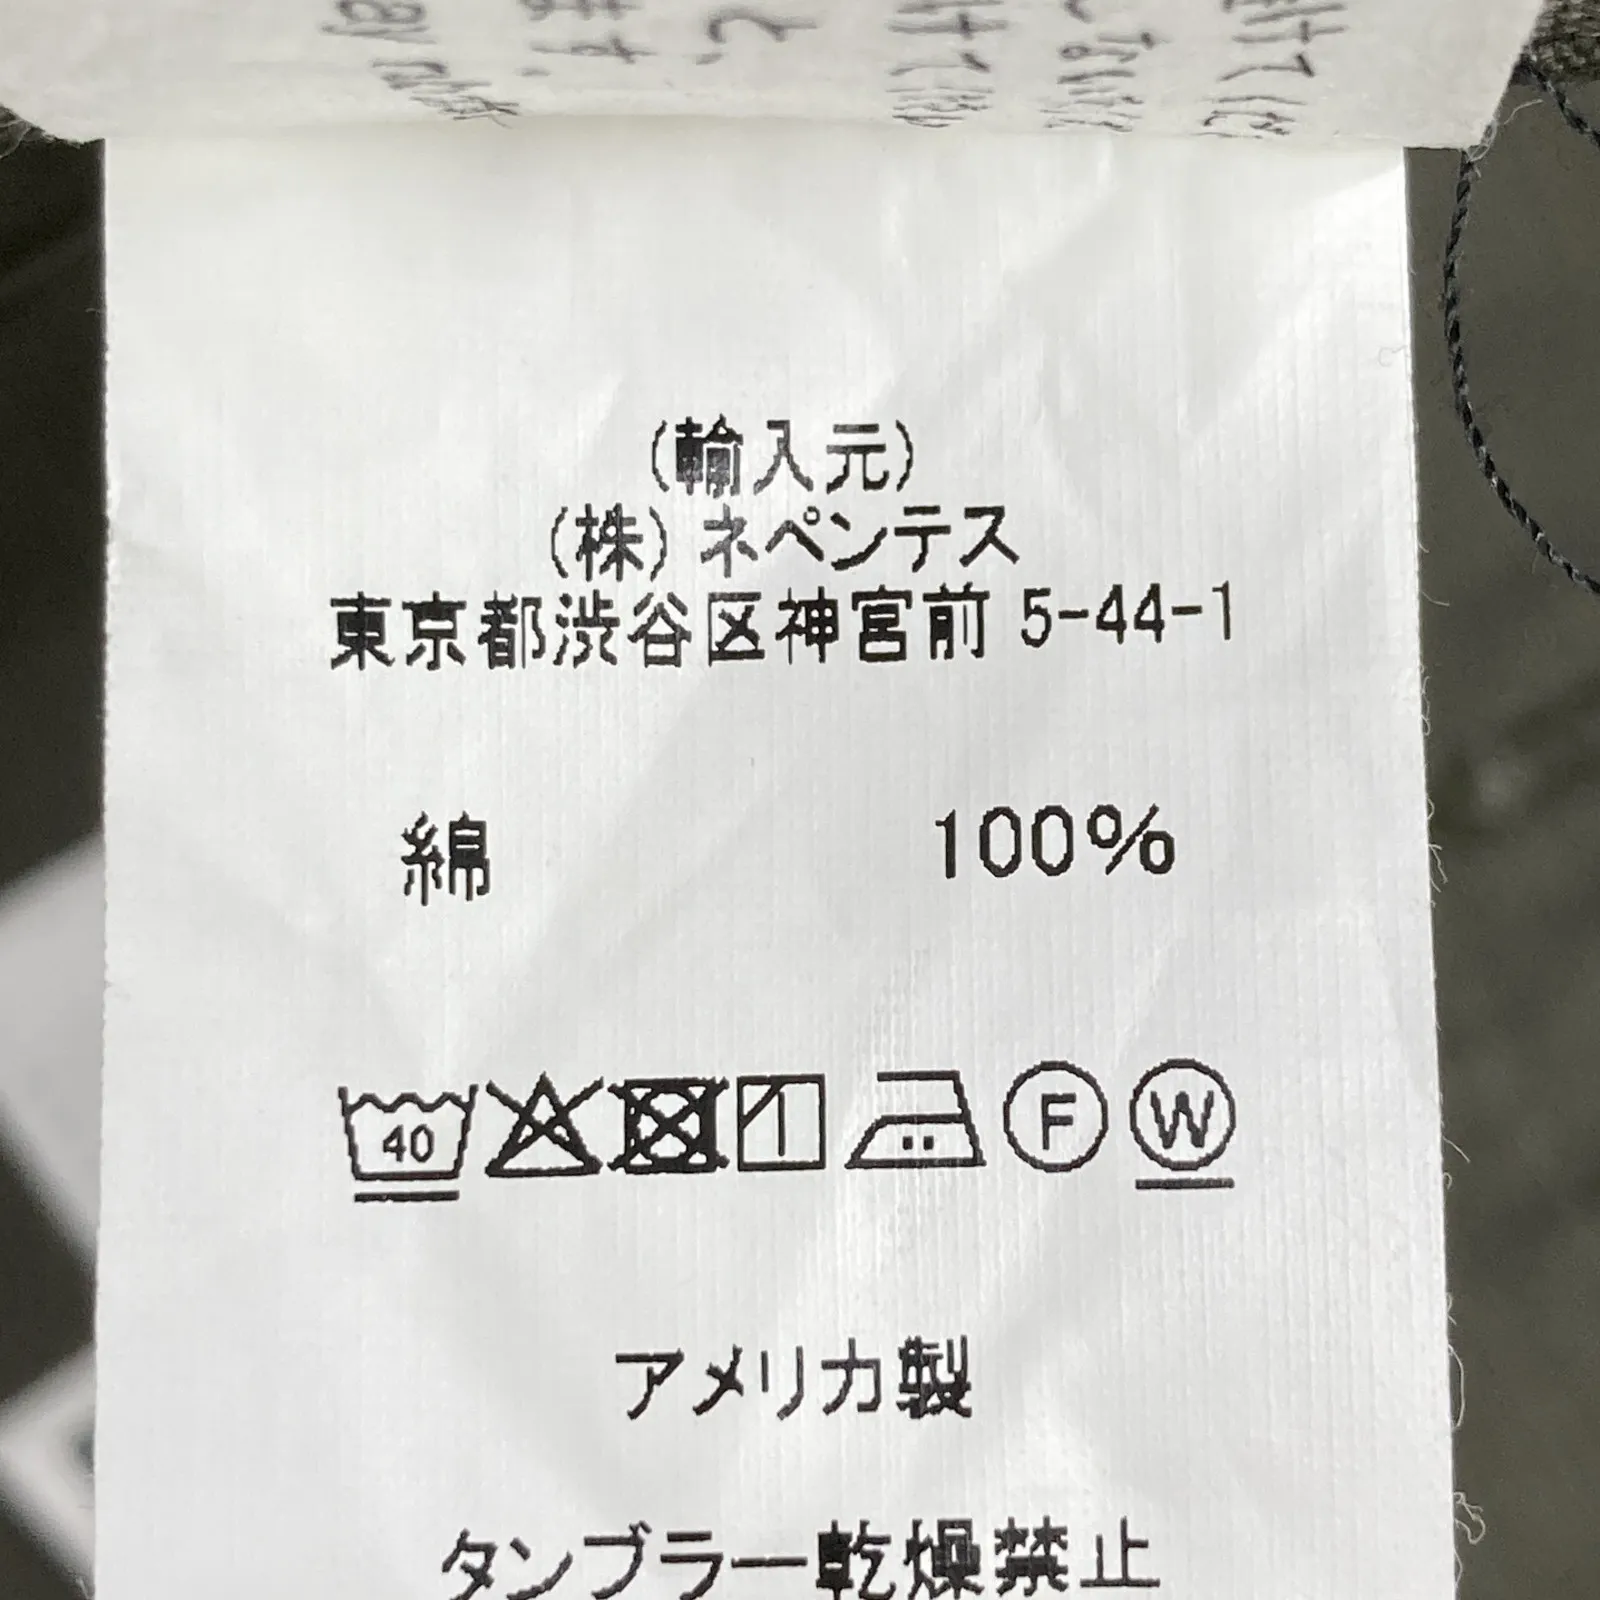 (輸入元)
(株) ネペンテス
東京都渋谷区神宮前 5-44-1
綿 100%
40
F
W
アメリカ製
タンブラー乾燥禁止